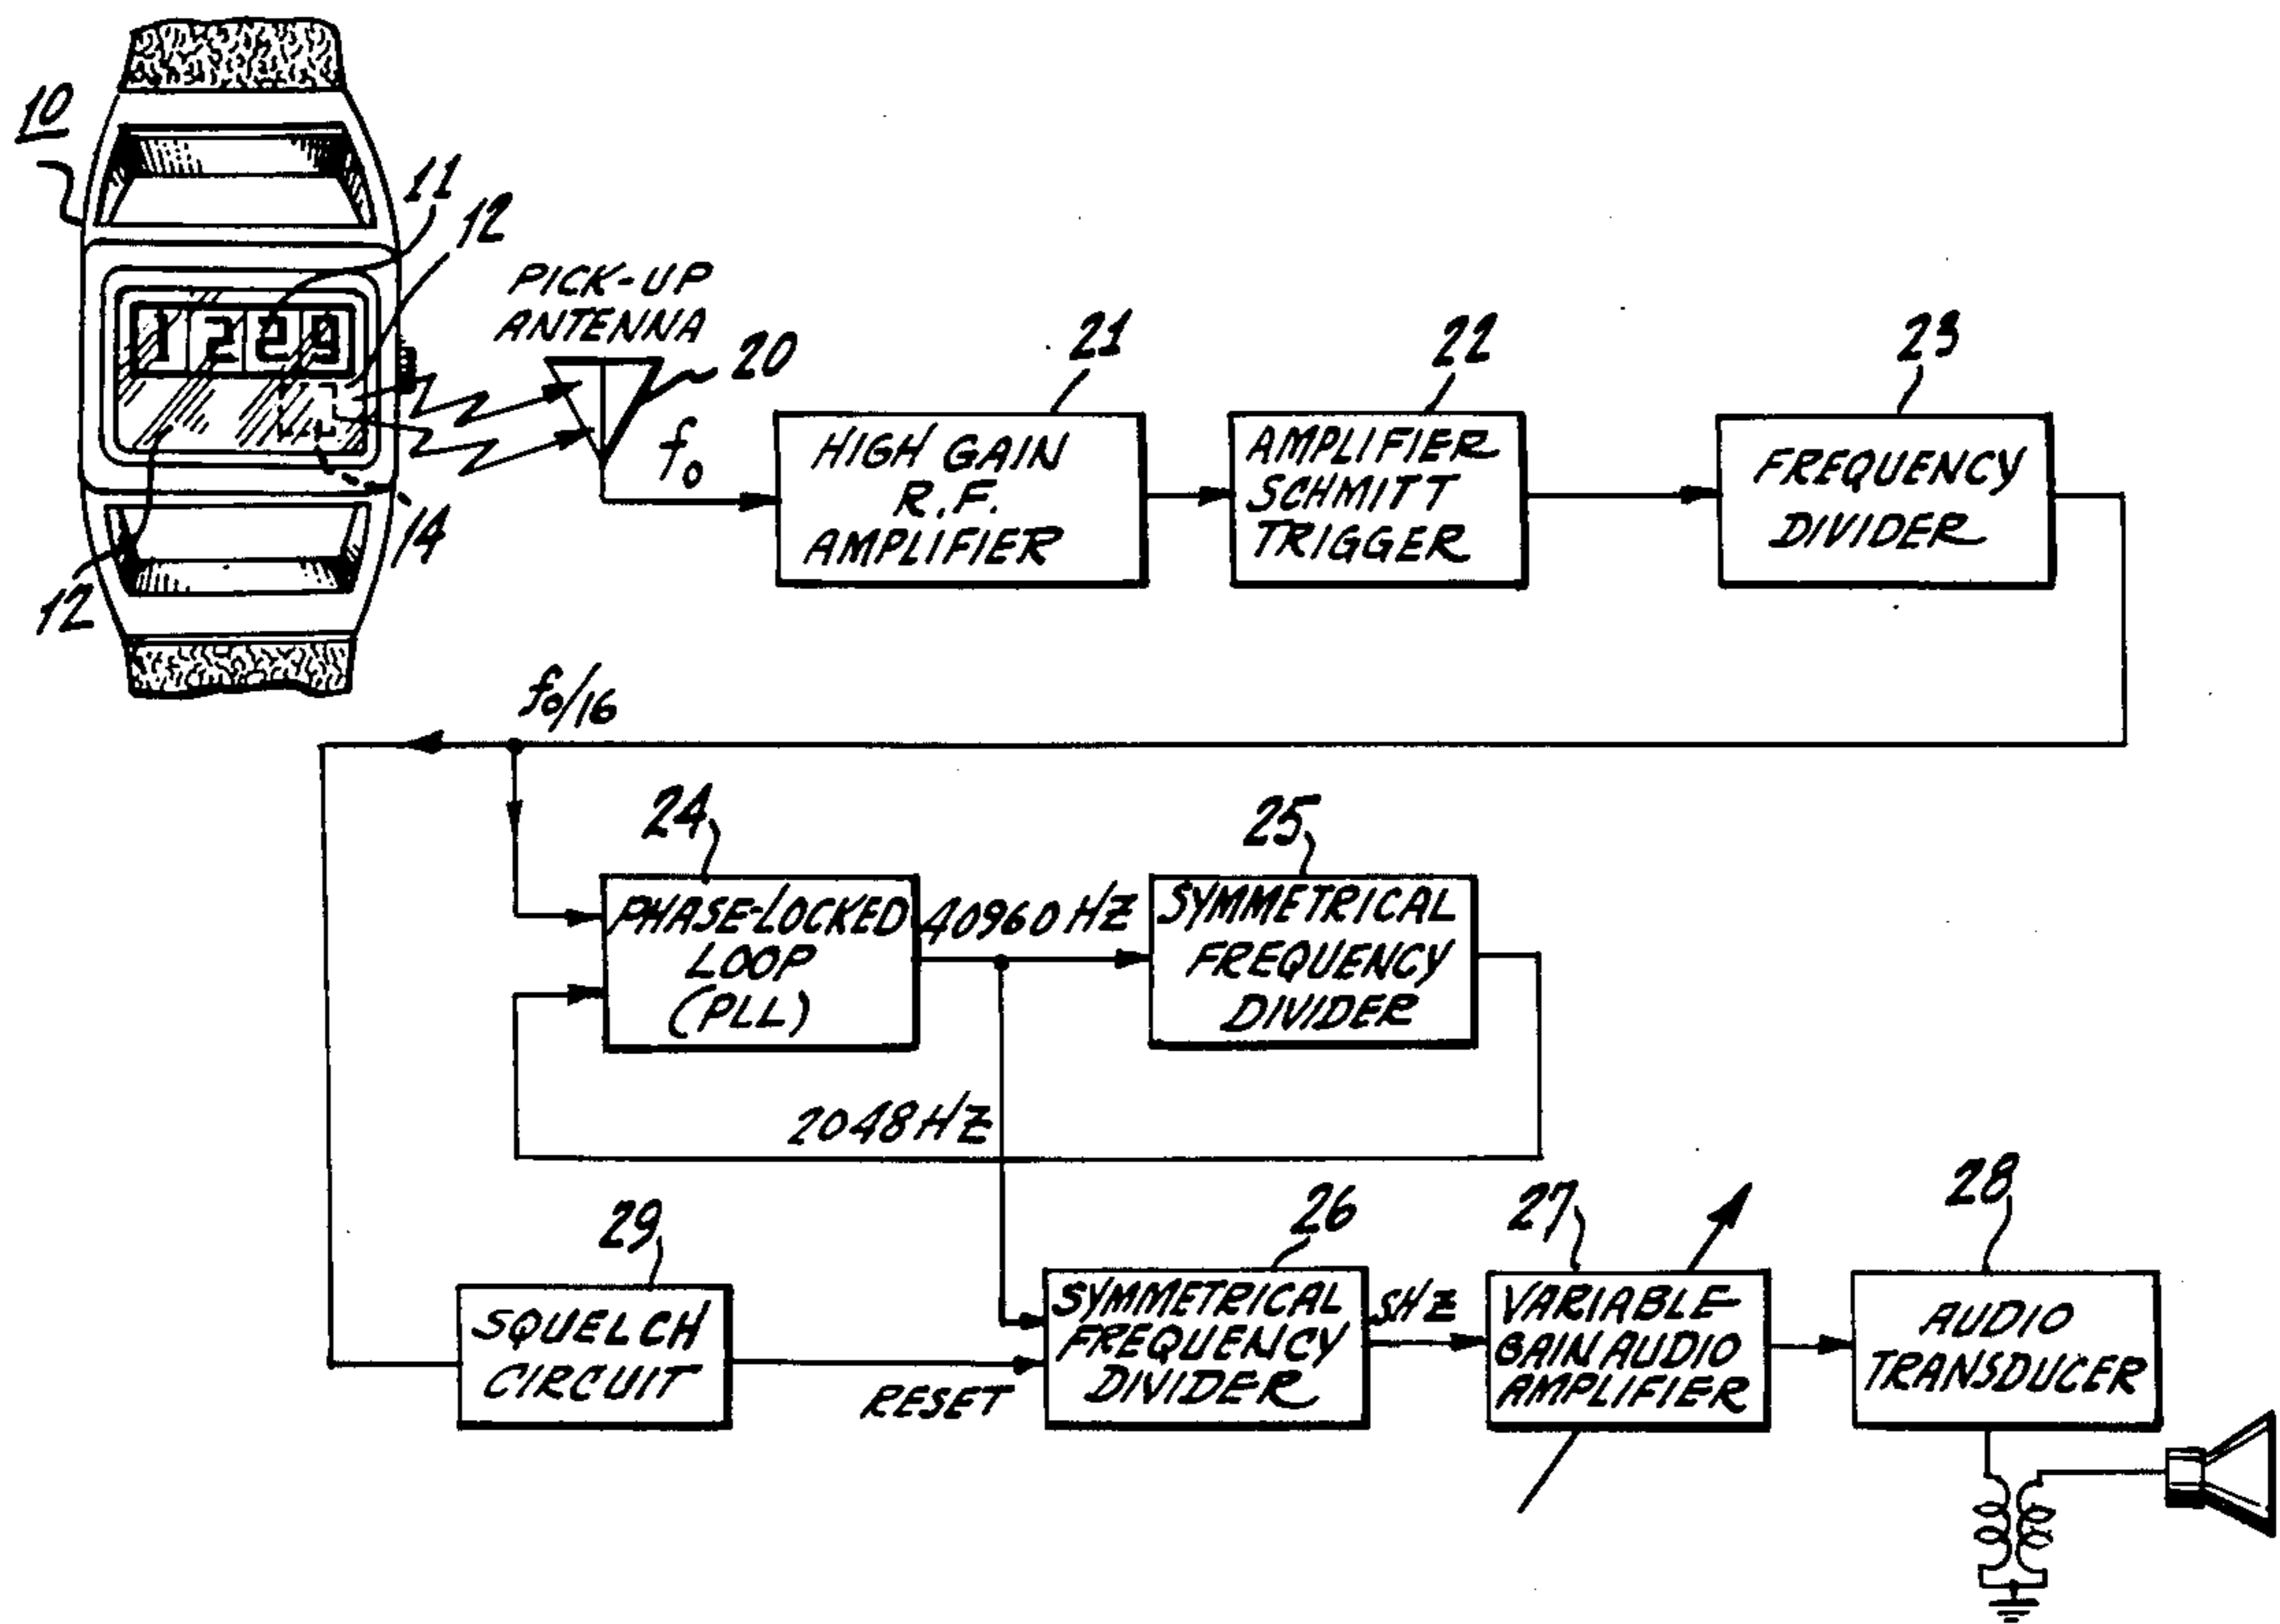 10
11
12
1229
PICK-UP
ANTENNA
20
f₀
12
14
21
HIGH GAIN
R.F.
AMPLIFIER
22
AMPLIFIER
SCHMITT
TRIGGER
23
FREQUENCY
DIVIDER
f₀/16
24
PHASE-LOCKED
LOOP
(PLL)
40960 HZ
25
SYMMETRICAL
FREQUENCY
DIVIDER
2048HZ
29
SQUELCH
CIRCUIT
RESET
26
SYMMETRICAL
FREQUENCY
DIVIDER
5HZ
27
VARIABLE-
GAIN AUDIO
AMPLIFIER
28
AUDIO
TRANSDUCER